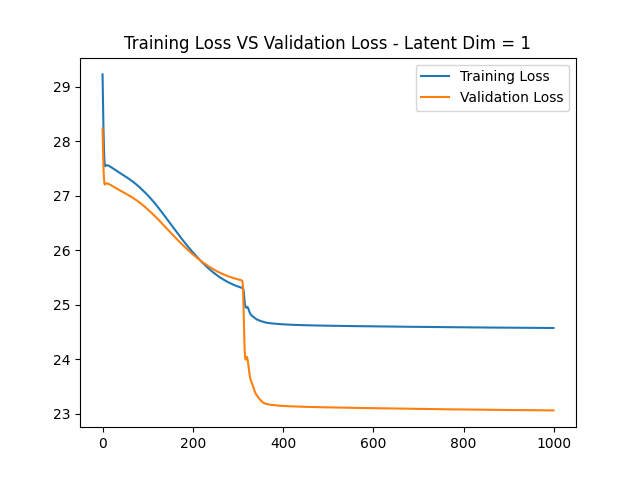 Training Loss VS Validation Loss - Latent Dim = 1
Training Loss
Validation Loss
29
28
27
26
25
24
23
0 200 400 600 800 1000